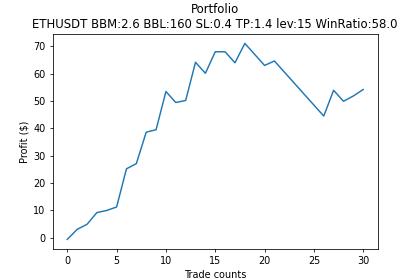 Portfolio
ETHUSDT BBM:2.6 BBL:160 SL:0.4 TP:1.4 lev:15 WinRatio:58.0
70
60
50
40
30
20
10
0
Profit ($)
0 5 10 15 20 25 30
Trade counts